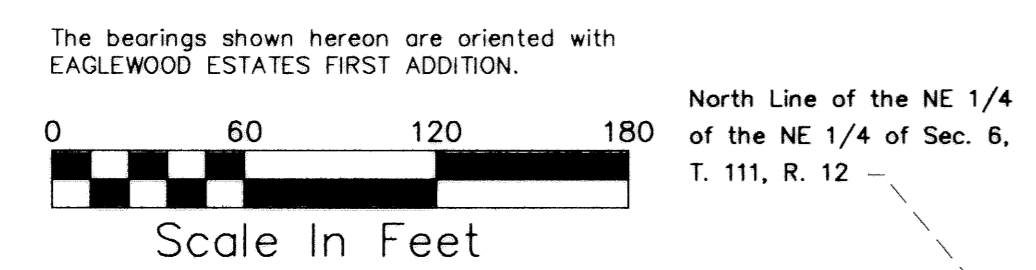 The bearings shown hereon are oriented with
EAGLEWOOD ESTATES FIRST ADDITION.
0 60 120 180
Scale In Feet
North Line of the NE 1/4
of the NE 1/4 of Sec. 6,
T. 111, R. 12